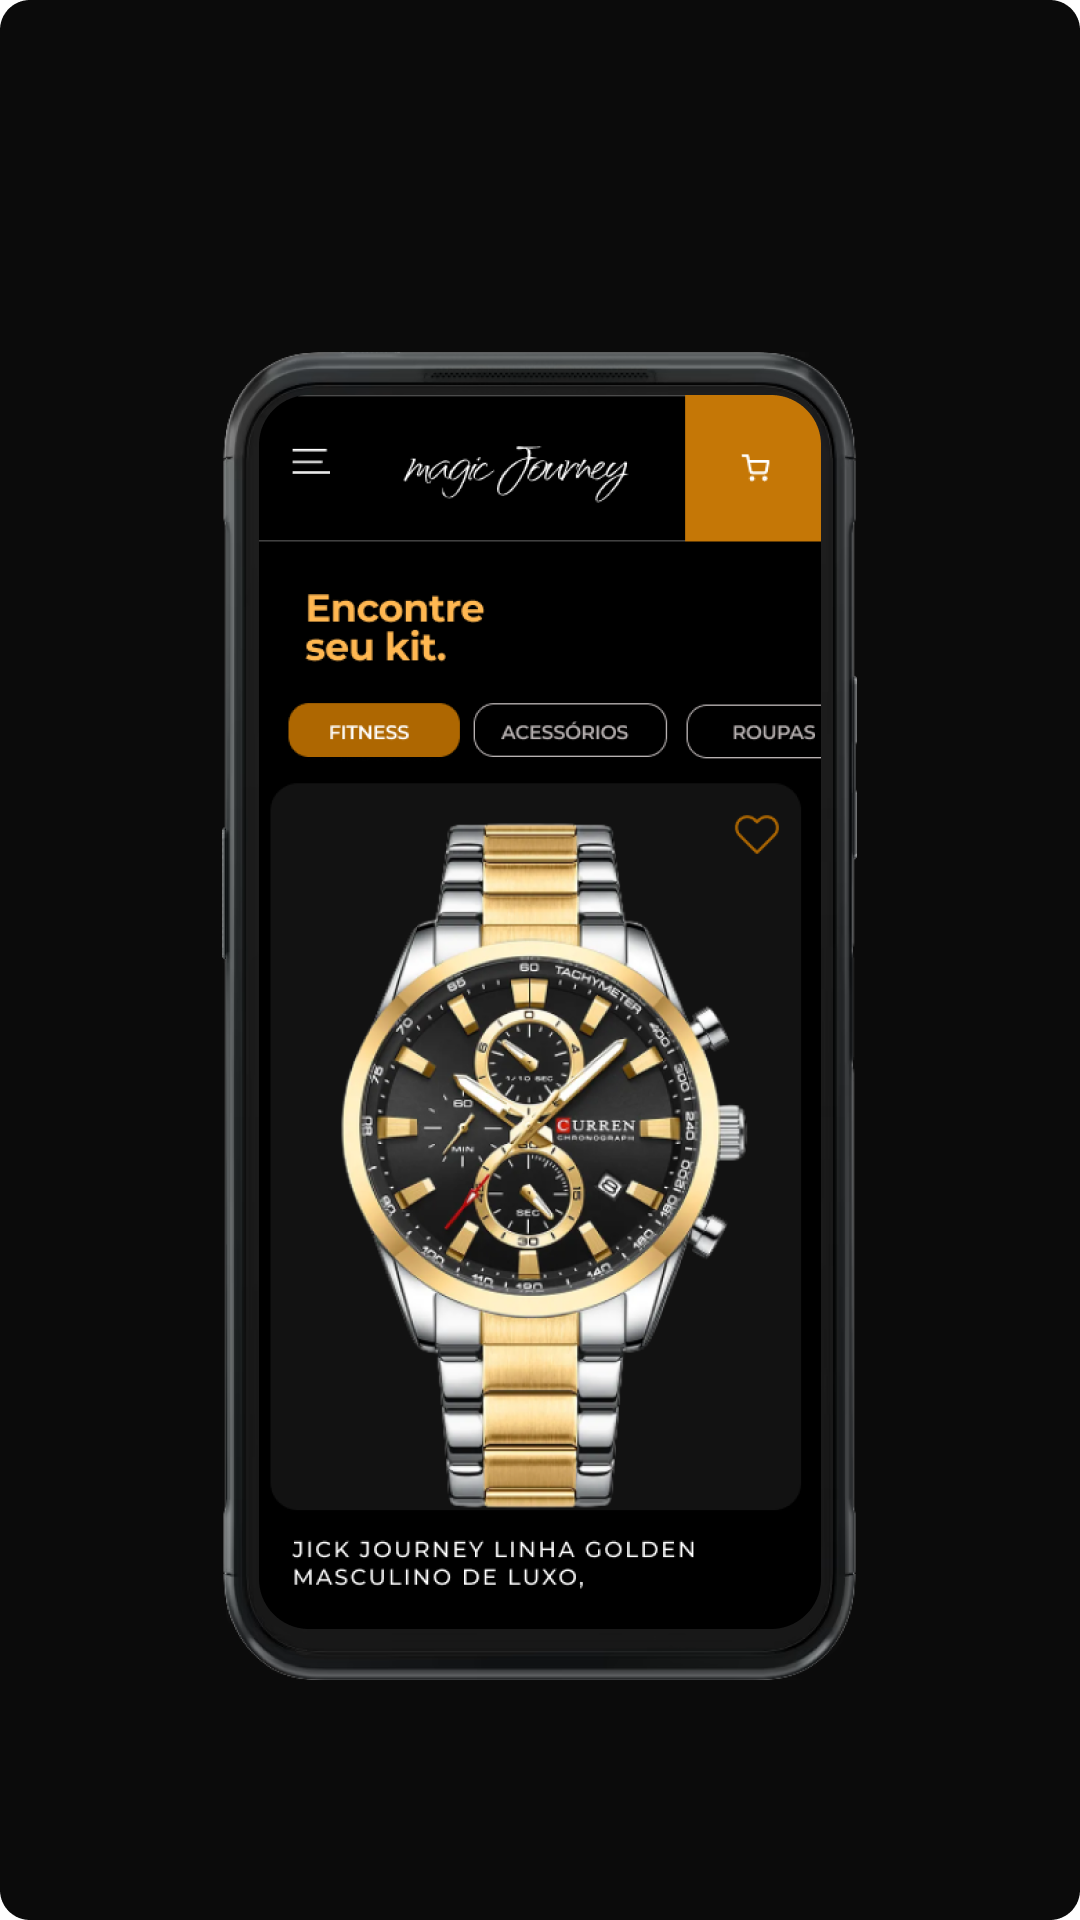 magic Journey
Encontre
seu kit.
FITNESS
ACESSÓRIOS
ROUPAS
60
TACHYMETER
65
70
75
80
90
100
110
120
140
160
180
200
240
300
400
0
1/10 SEC
60
MIN
CURREN
CHRONOGRAPH
15
SEC
30
8
JICK JOURNEY LINHA GOLDEN
MASCULINO DE LUXO,